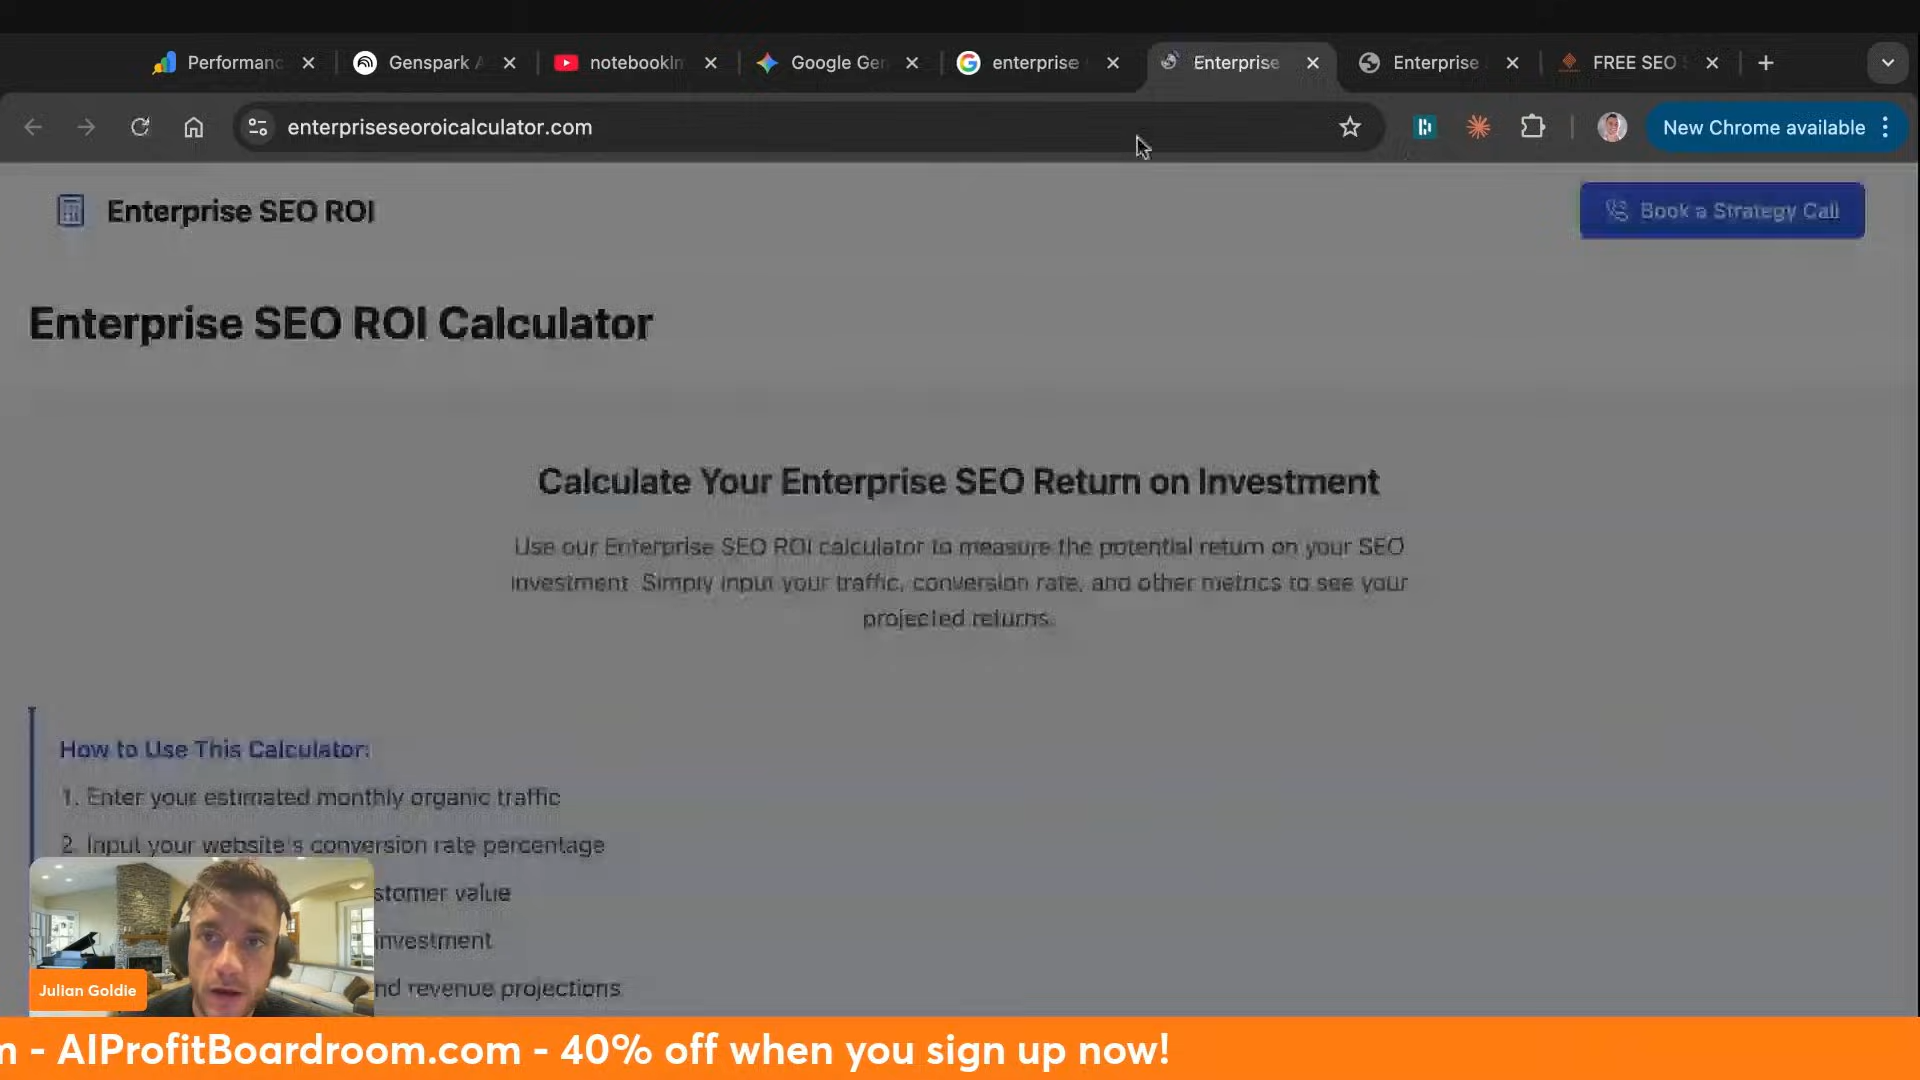 Performanc
Genspark A
notebooklm
Google Gen
enterprise
Enterprise
Enterprise
FREE SEO S
enterpriseseoroicalculator.com
New Chrome available
Enterprise SEO ROI
Book a Strategy Call
Enterprise SEO ROI Calculator
Calculate Your Enterprise SEO Return on Investment
Use our Enterprise SEO ROI calculator to measure the potential return on your SEO
investment. Simply input your traffic, conversion rate, and other metrics to see your
projected returns.
How to Use This Calculator:
1. Enter your estimated monthly organic traffic
2. Input your website's conversion rate percentage
stomer value
investment
nd revenue projections
Julian Goldie
m - AIProfitBoardroom.com - 40% off when you sign up now!